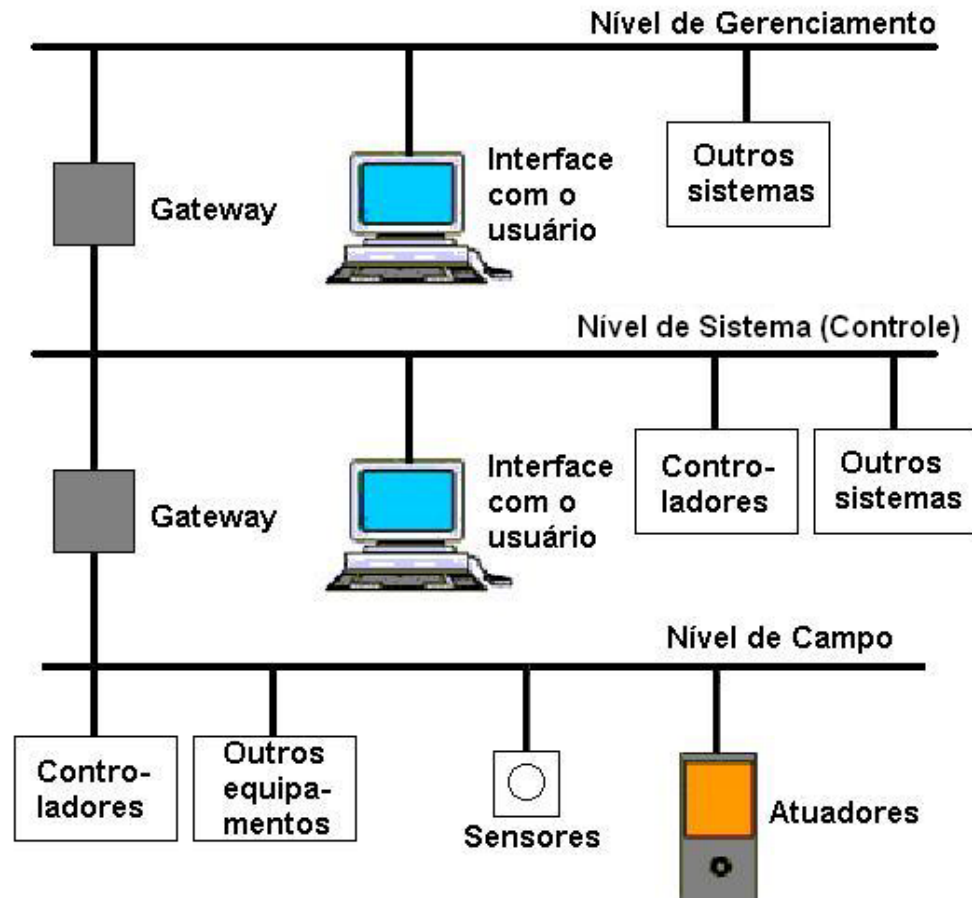 Nível de Gerenciamento
Gateway
Interface
com o
usuário
Outros
sistemas
Nível de Sistema (Controle)
Gateway
Interface
com o
usuário
Contro-
ladores
Outros
sistemas
Nível de Campo
Contro-
ladores
Outros
equipa-
mentos
Sensores
Atuadores